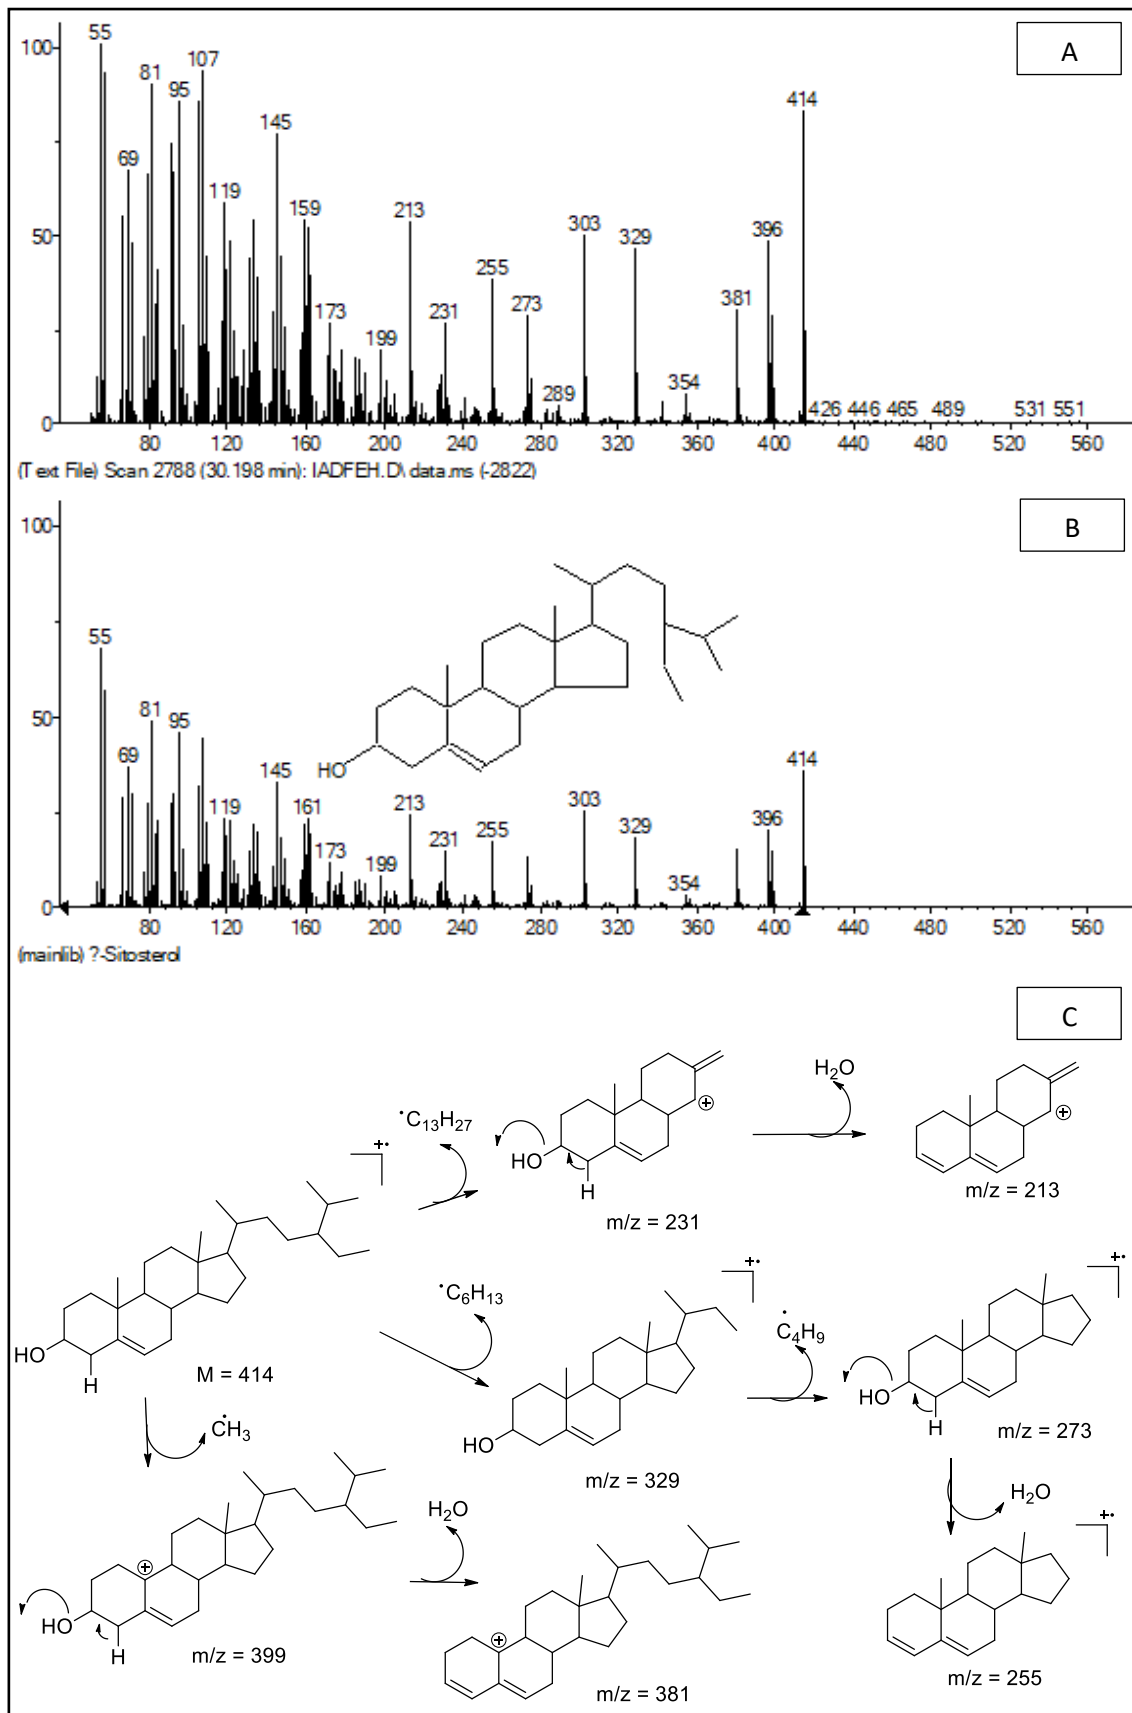 A
100
50
0
55
81
107
95
69
145
119
159
213
173
199
231
255
273
289
303
329
354
381
396
414
426 446 465 489 531 551
80 120 160 200 240 280 320 360 400 440 480 520 560
(Text File) Scan 2788 (30.198 min): IADFEH.D\ data.ms (-2822)
B
100
50
0
55
81
95
69
145
119
161
173
199
213
231
255
303
329
354
396
414
HO
80 120 160 200 240 280 320 360 400 440 480 520 560
(mainlib) ?-Sitosterol
C
+•
HO
H
M = 414
•C13H27
HO
H
m/z = 231
H2O
m/z = 213
•C6H13
+•
HO
m/z = 329
•C4H9
+•
HO
H
m/z = 273
H2O
+•
m/z = 255
•CH3
HO
H
m/z = 399
H2O
m/z = 381